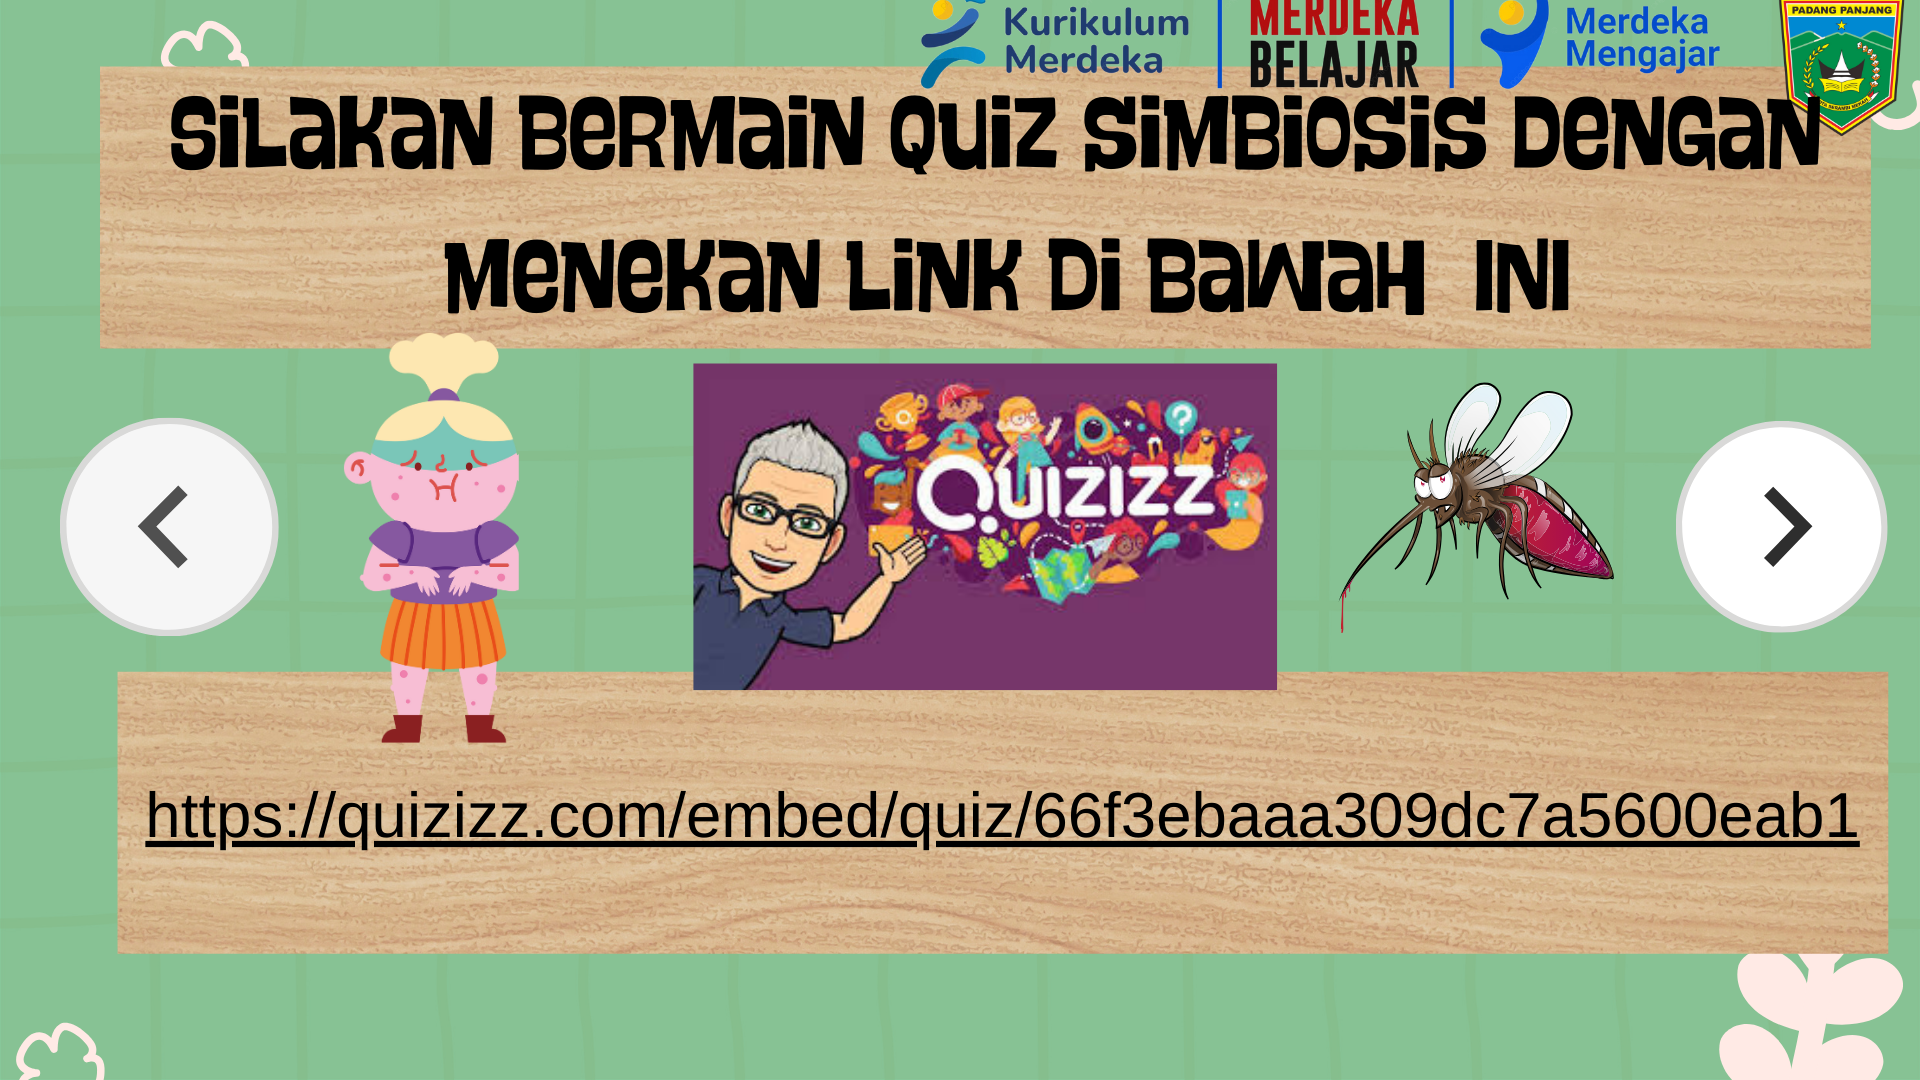 Kurikulum
Merdeka
MERDEKA
BELAJAR
Merdeka
Mengajar
PADANG PANJANG
SiLaKaN BeRMaiN QuiZ SiMBiOSiS DeNGaN
MeNeKaN LiNK Di BaWaH INI
QUIZIZZ
https://quizizz.com/embed/quiz/66f3ebaaa309dc7a5600eab1